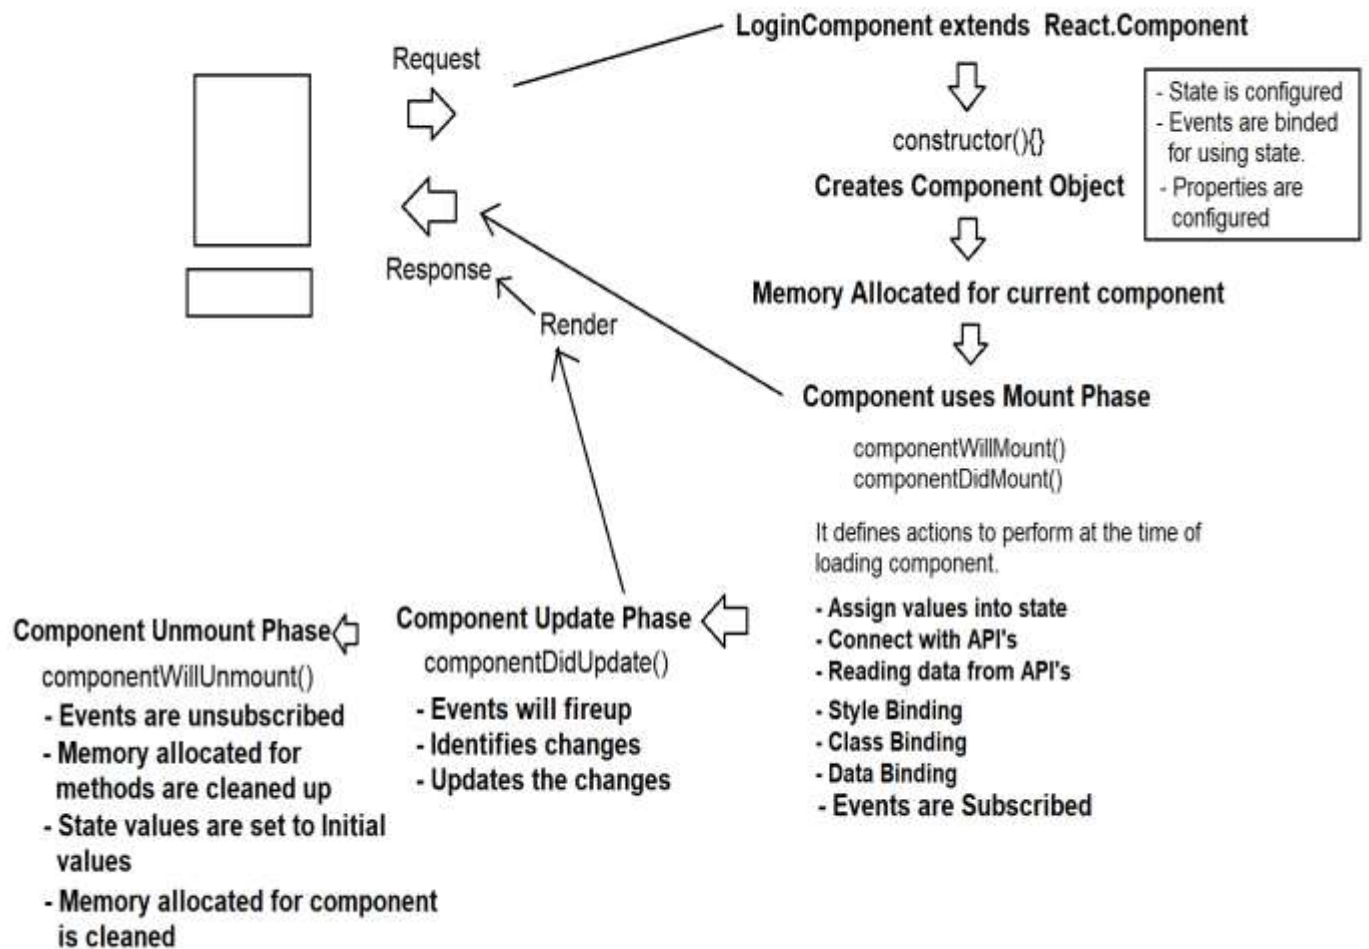 LoginComponent extends React.Component
Request
- State is configured
- Events are binded
for using state.
- Properties are
configured
constructor(){}
Creates Component Object
Response
Memory Allocated for current component
Render
Component uses Mount Phase
componentWillMount()
componentDidMount()
It defines actions to perform at the time of
loading component.
- Assign values into state
- Connect with API's
- Reading data from API's
- Style Binding
- Class Binding
- Data Binding
- Events are Subscribed
Component Update Phase
componentDidUpdate()
- Events will fireup
- Identifies changes
- Updates the changes
Component Unmount Phase
componentWillUnmount()
- Events are unsubscribed
- Memory allocated for
methods are cleaned up
- State values are set to Initial
values
- Memory allocated for component
is cleaned